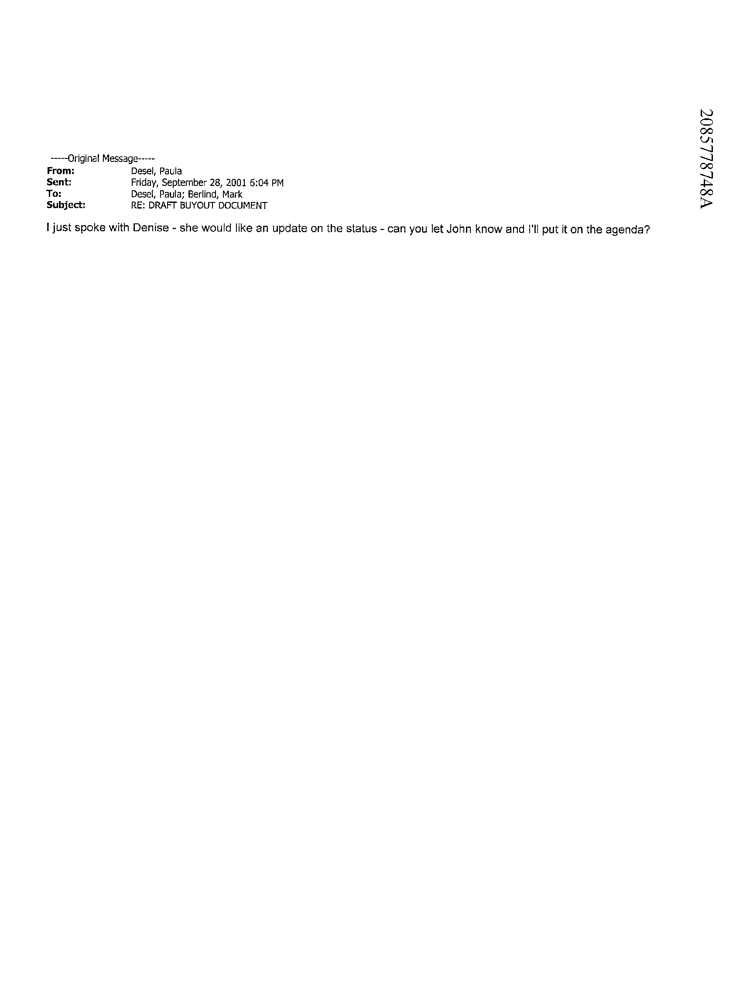 -----Original Message-----
From: Desel, Paula
Sent: Friday, September 28, 2001 6:04 PM
To: Desel, Paula; Berlind, Mark
Subject: RE: DRAFT BUYOUT DOCUMENT
I just spoke with Denise - she would like an update on the status - can you let John know and I'll put it on the agenda?
2085778748A